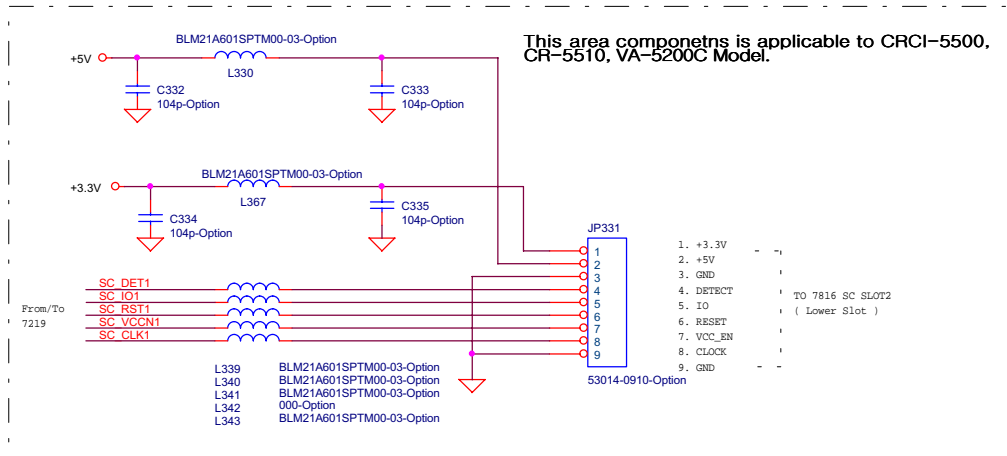 This area componetns is applicable to CRCI-5500,
CR-5510, VA-5200C Model.
BLM21A601SPTM00-03-Option
+5V
L330
C332
104p-Option
C333
104p-Option
BLM21A601SPTM00-03-Option
+3.3V
L367
C334
104p-Option
C335
104p-Option
JP331
1
2
3
4
5
6
7
8
9
53014-0910-Option
From/To
7219
SC_DET1
SC_IO1
SC_RST1
SC_VCCN1
SC_CLK1
L339 BLM21A601SPTM00-03-Option
L340 BLM21A601SPTM00-03-Option
L341 BLM21A601SPTM00-03-Option
L342 000-Option
L343 BLM21A601SPTM00-03-Option
1. +3.3V
2. +5V
3. GND
4. DETECT
5. IO
6. RESET
7. VCC_EN
8. CLOCK
9. GND
TO 7816 SC SLOT2
( Lower Slot )